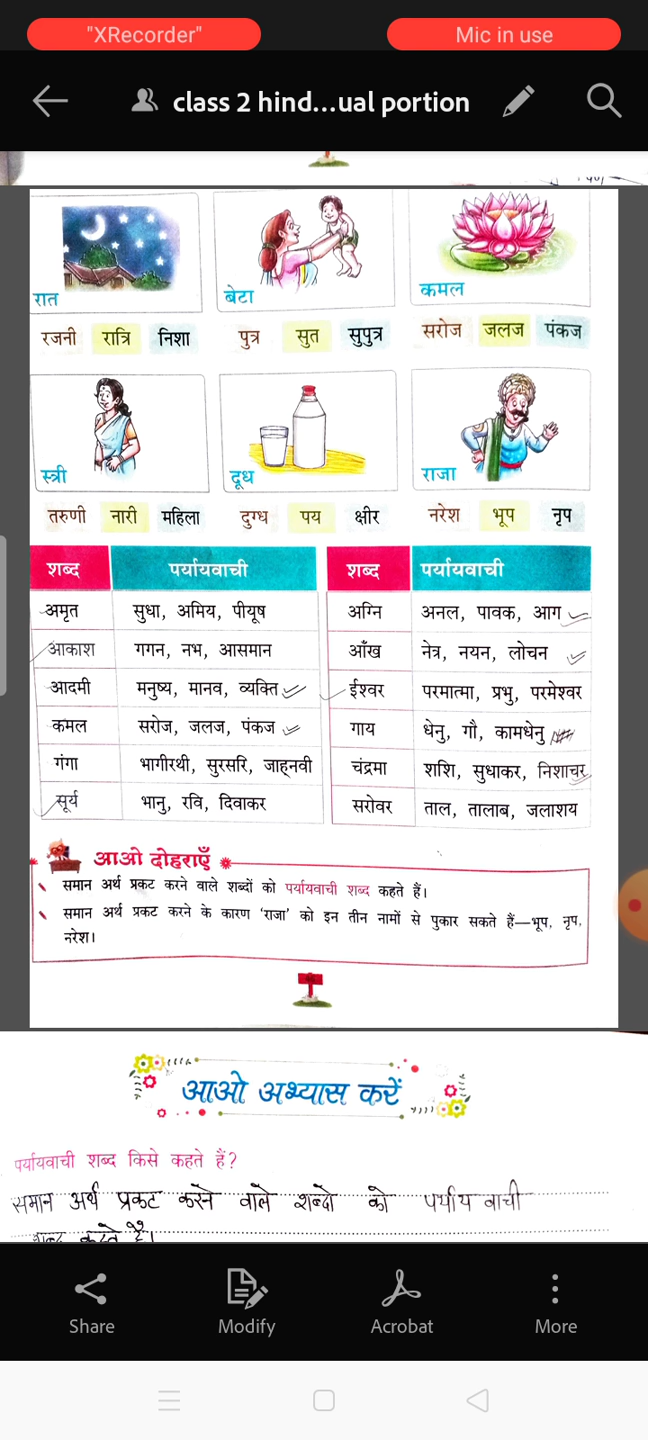 "XRecorder"
Mic in use
class 2 hind...ual portion
रात
बेटा
कमल
रजनी रात्रि निशा
पुत्र सुत सुपुत्र
सरोज जलज पंकज
स्त्री
दूध
राजा
तरुणी नारी महिला
दुग्ध पय क्षीर
नरेश भूप नृप
शब्द पर्यायवाची शब्द पर्यायवाची
अमृत सुधा, अमिय, पीयूष अग्नि अनल, पावक, आग
आकाश गगन, नभ, आसमान आँख नेत्र, नयन, लोचन
आदमी मनुष्य, मानव, व्यक्ति ईश्वर परमात्मा, प्रभु, परमेश्वर
कमल सरोज, जलज, पंकज गाय धेनु, गौ, कामधेनु
गंगा भागीरथी, सुरसरि, जाह्नवी चंद्रमा शशि, सुधाकर, निशाचर
सूर्य भानु, रवि, दिवाकर सरोवर ताल, तालाब, जलाशय
आओ दोहराएँ
समान अर्थ प्रकट करने वाले शब्दों को पर्यायवाची शब्द कहते हैं।
समान अर्थ प्रकट करने के कारण 'राजा' को इन तीन नामों से पुकार सकते हैं—भूप, नृप,
नरेश।
आओ अभ्यास करें
पर्यायवाची शब्द किसे कहते हैं?
समान अर्थ प्रकट करने वाले शब्दो को पर्याय वाची
शब्द कहते है।
Share
Modify
Acrobat
More